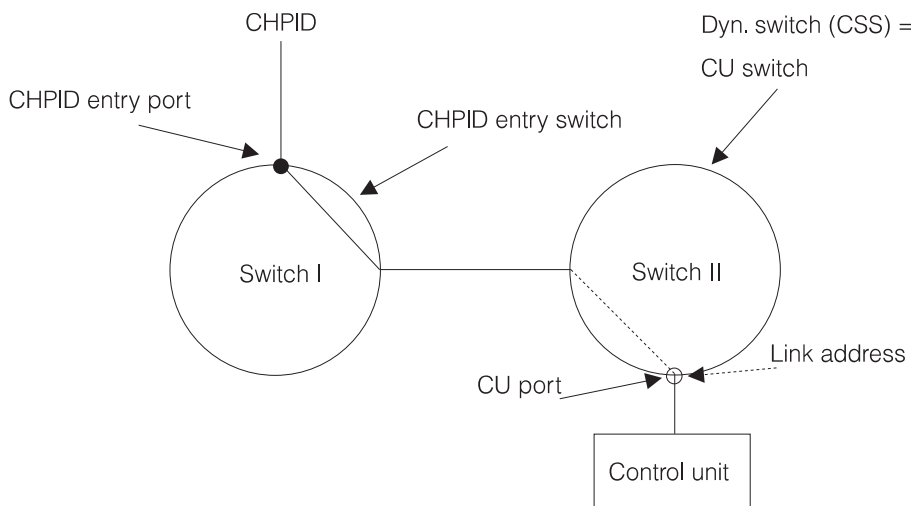 CHPID
Dyn. switch (CSS) =
CU switch
CHPID entry port
CHPID entry switch
Switch I
Switch II
Link address
CU port
Control unit